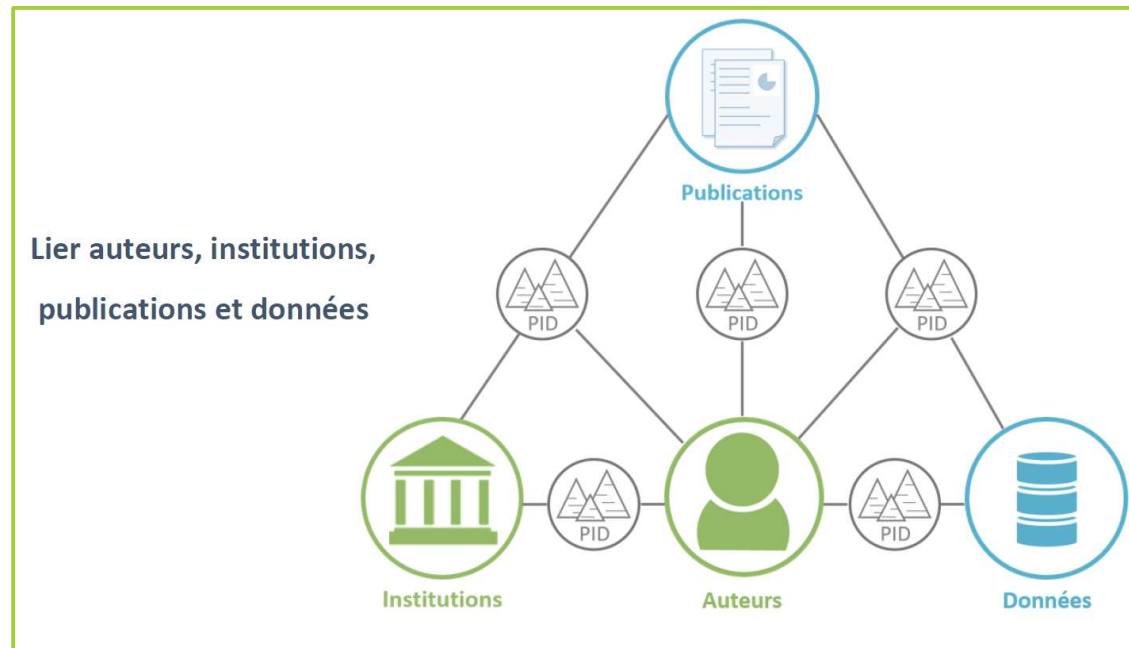 Publications
Lier auteurs, institutions,
publications et données
PID
PID
PID
PID
PID
Institutions
Auteurs
Données